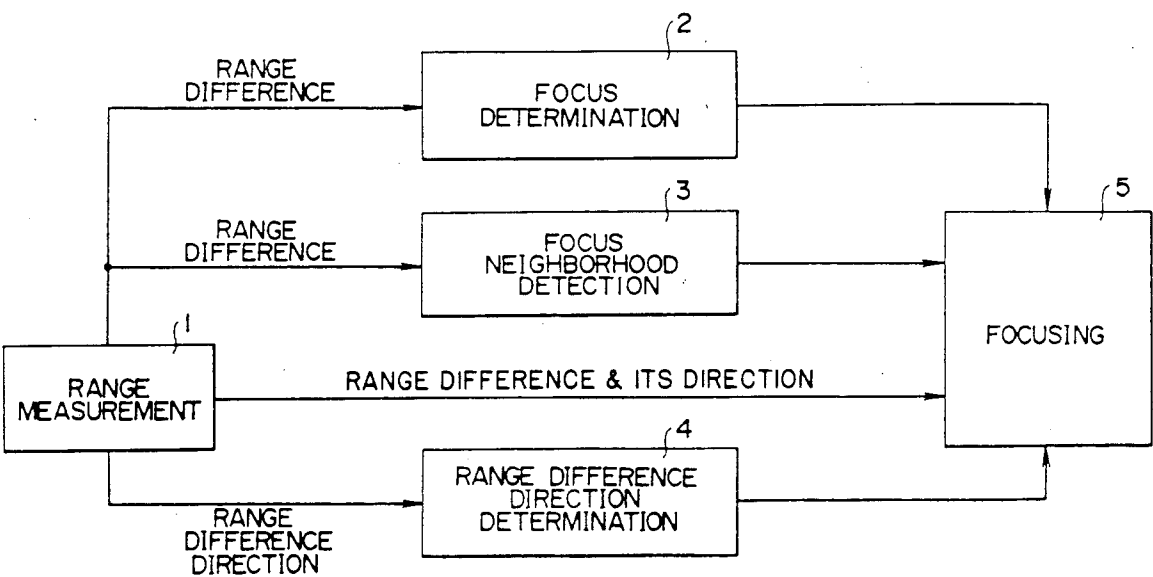 2
RANGE
DIFFERENCE
FOCUS
DETERMINATION
3
5
RANGE
DIFFERENCE
FOCUS
NEIGHBORHOOD
DETECTION
1
FOCUSING
RANGE
MEASUREMENT
RANGE DIFFERENCE & ITS DIRECTION
4
RANGE DIFFERENCE
DIRECTION
DETERMINATION
RANGE
DIFFERENCE
DIRECTION